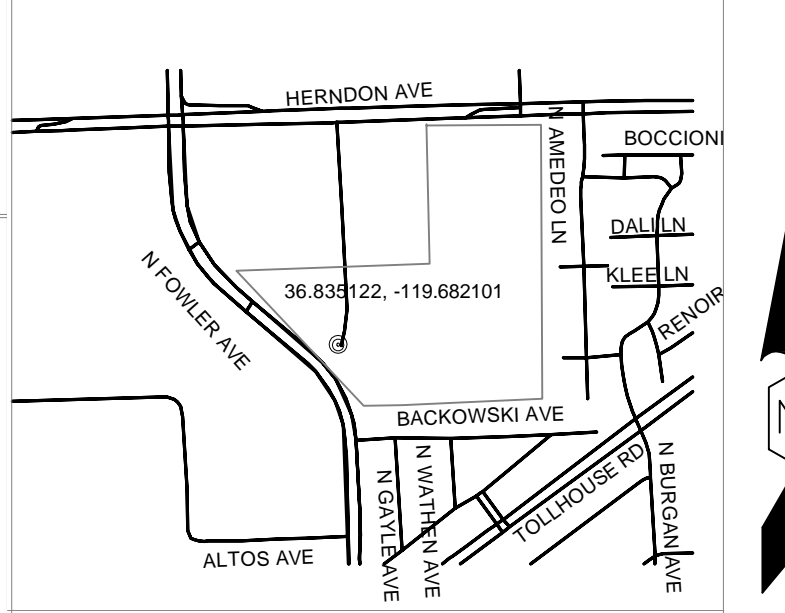 HERNDON AVE
BOCCIONI
N AMEDEO LN
DALI LN
N FOWLER AVE
KLEE LN
36.835122, -119.682101
RENOIR
BACKOWSKI AVE
TOLLHOUSE RD
N GAYLE AVE
N WATHEN AVE
N BURGAN AVE
ALTOS AVE